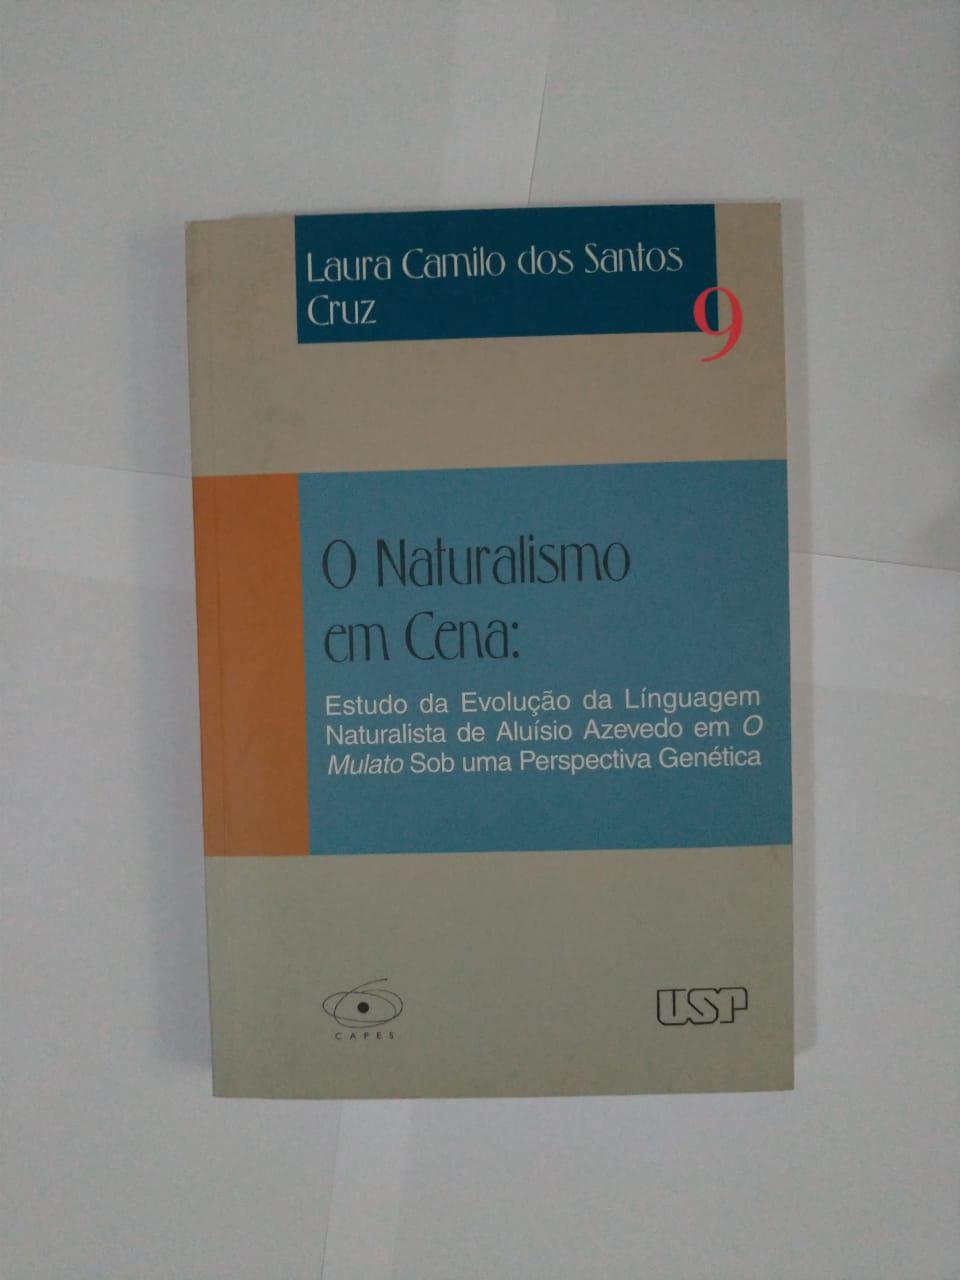 Laura Camilo dos Santos
Cruz
9
O Naturalismo
em Cena:
Estudo da Evolução da Línguagem
Naturalista de Aluísio Azevedo em O
Mulato Sob uma Perspectiva Genética
CAPES
USP